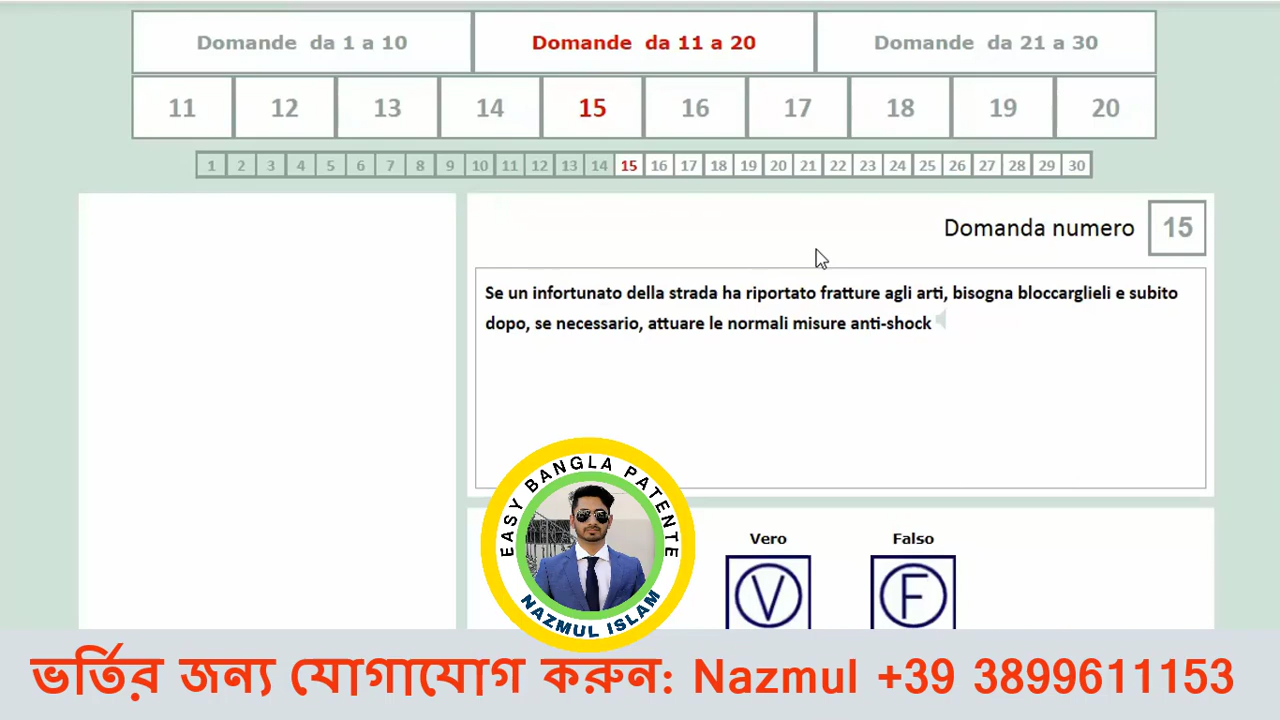 Domande da 1 a 10
Domande da 11 a 20
Domande da 21 a 30
11 12 13 14 15 16 17 18 19 20
1 2 3 4 5 6 7 8 9 10 11 12 13 14 15 16 17 18 19 20 21 22 23 24 25 26 27 28 29 30
Domanda numero 15
Se un infortunato della strada ha riportato fratture agli arti, bisogna bloccarglieli e subito
dopo, se necessario, attuare le normali misure anti-shock
EASY BANGLA PATENTE
NAZMUL ISLAM
Vero Falso
V F
ভর্তির জন্য যোগাযোগ করুন: Nazmul +39 3899611153